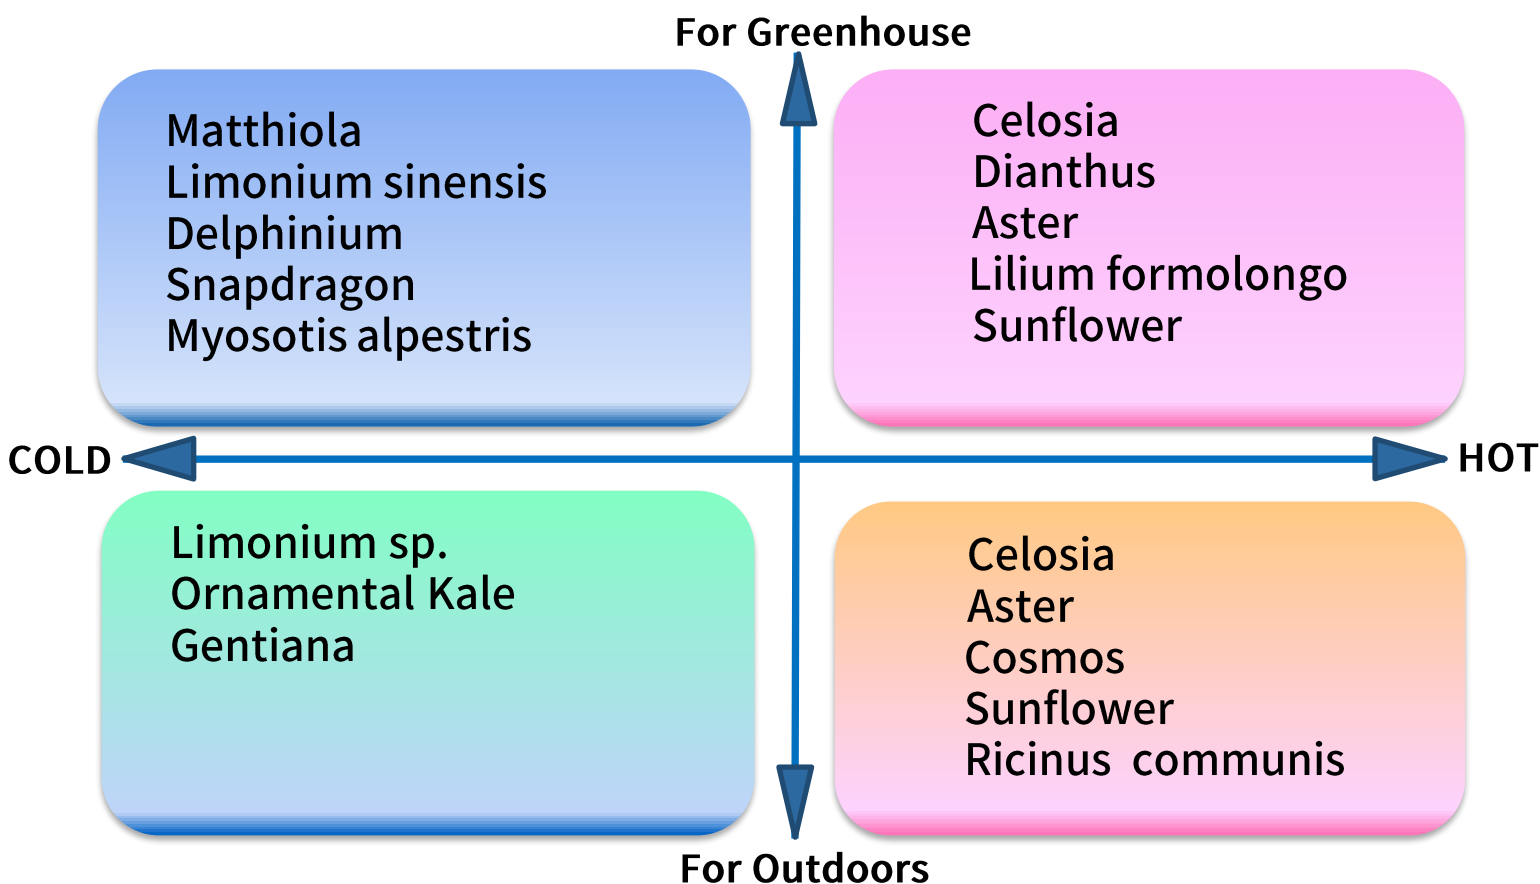 For Greenhouse
Matthiola
Limonium sinensis
Delphinium
Snapdragon
Myosotis alpestris
Celosia
Dianthus
Aster
Lilium formolongo
Sunflower
COLD
HOT
Limonium sp.
Ornamental Kale
Gentiana
Celosia
Aster
Cosmos
Sunflower
Ricinus  communis
For Outdoors